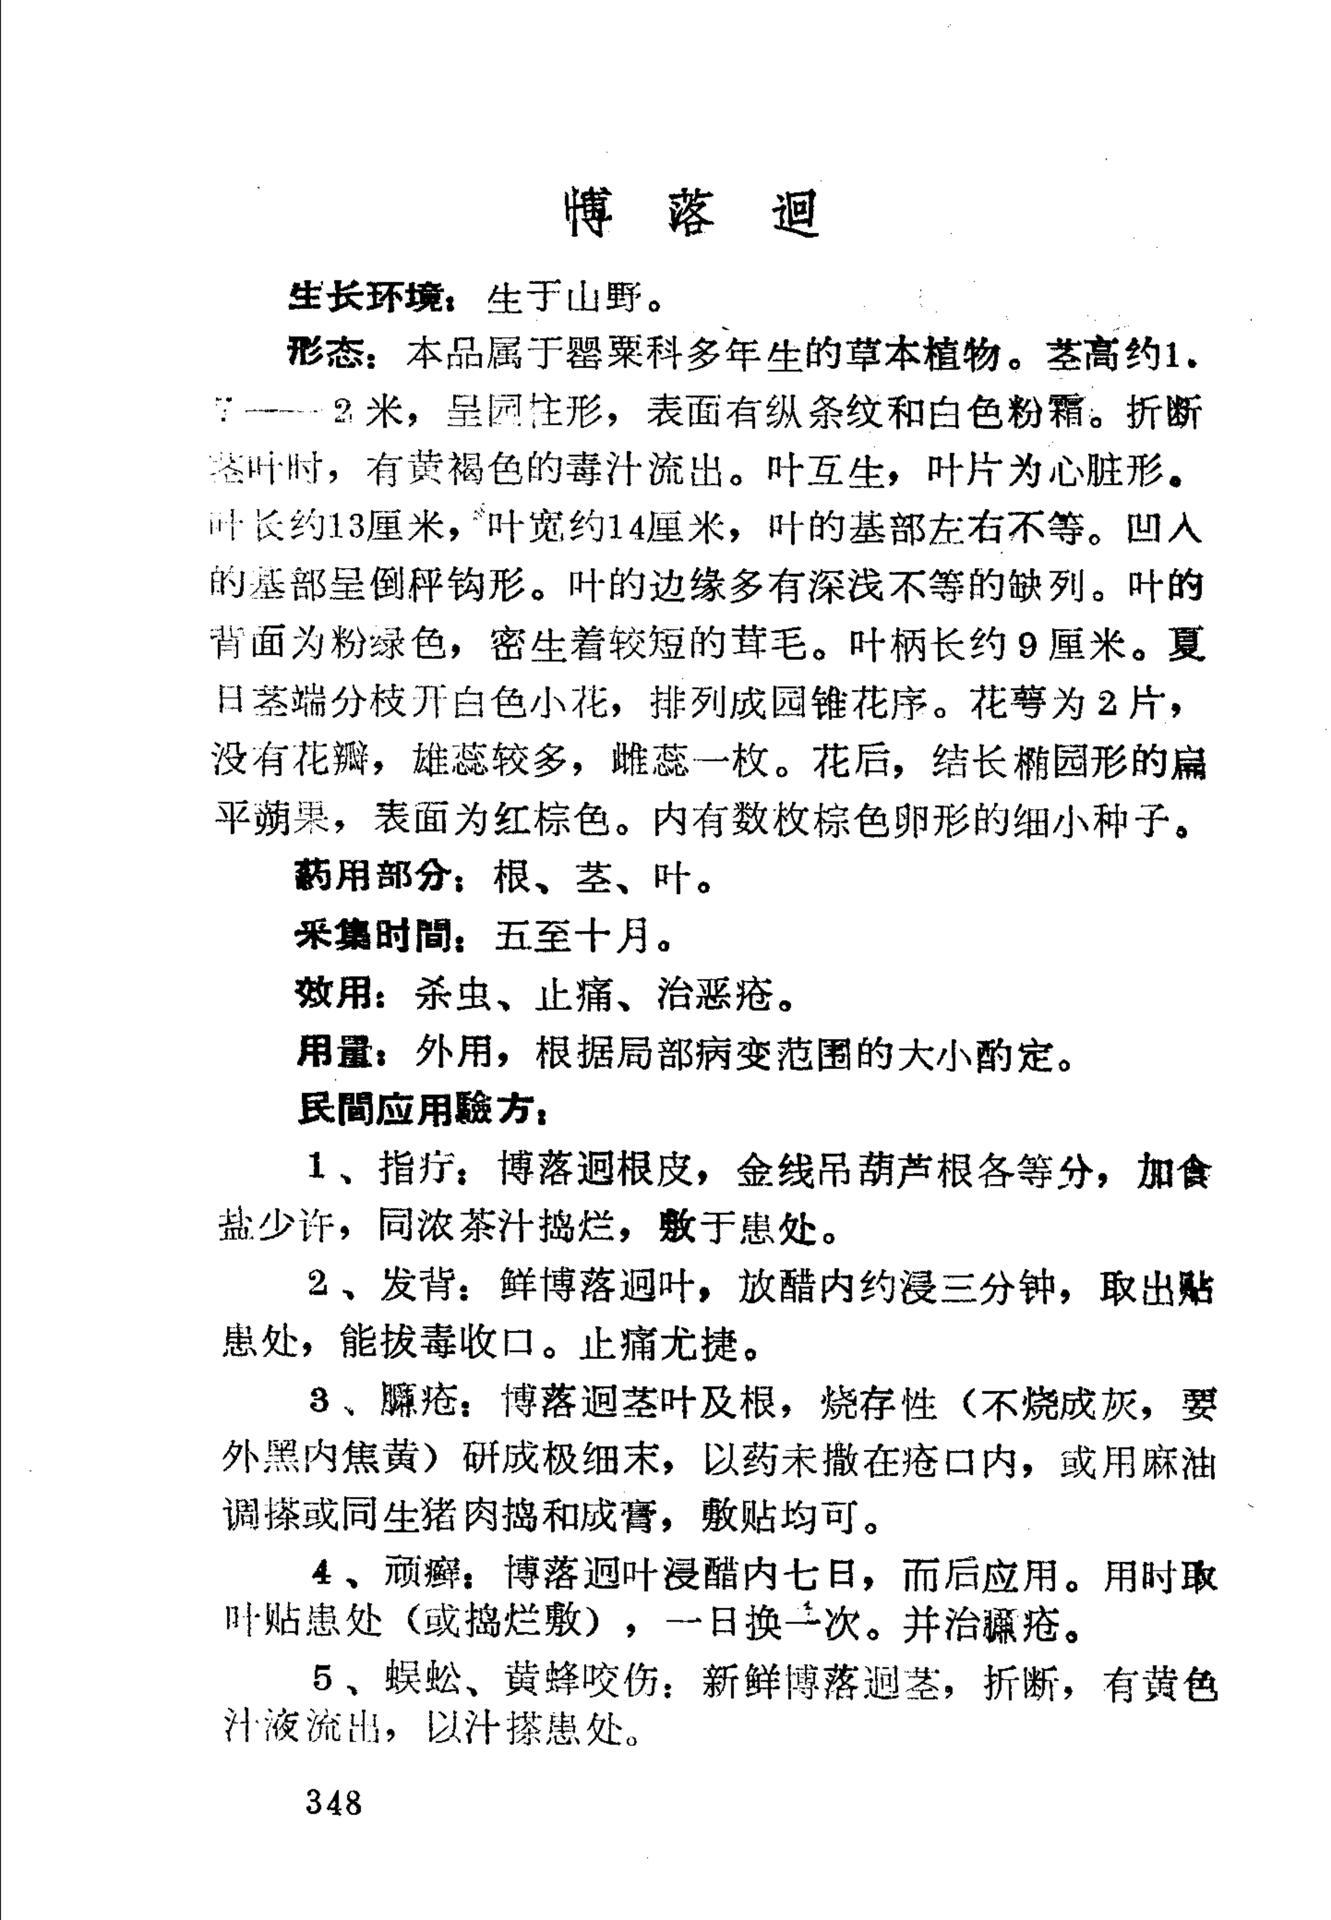 博落迴
生长环境：生于山野。
形态：本品属于罂粟科多年生的草本植物。茎高约1.
7——2米，呈园柱形，表面有纵条纹和白色粉霜。折断
茎叶时，有黄褐色的毒汁流出。叶互生，叶片为心脏形。
叶长约13厘米，叶宽约14厘米，叶的基部左右不等。凹入
的基部呈倒秤钩形。叶的边缘多有深浅不等的缺列。叶的
背面为粉绿色，密生着较短的茸毛。叶柄长约9厘米。夏
日茎端分枝开白色小花，排列成园锥花序。花萼为2片，
没有花瓣，雄蕊较多，雌蕊一枚。花后，结长椭园形的扁
平蒴果，表面为红棕色。内有数枚棕色卵形的细小种子。
药用部分：根、茎、叶。
采集时間：五至十月。
效用：杀虫、止痛、治恶疮。
用量：外用，根据局部病变范围的大小酌定。
民間应用驗方：
1、指疔：博落迴根皮，金线吊葫芦根各等分，加食
盐少许，同浓茶汁捣烂，敷于患处。
2、发背：鲜博落迴叶，放醋内约浸三分钟，取出贴
患处，能拔毒收口。止痛尤捷。
3、臁疮：博落迴茎叶及根，烧存性（不烧成灰，要
外黑内焦黄）研成极细末，以药末撒在疮口内，或用麻油
调搽或同生猪肉捣和成膏，敷贴均可。
4、顽癣：博落迴叶浸醋内七日，而后应用。用时取
叶贴患处（或捣烂敷），一日换一次。并治臁疮。
5、蜈蚣、黄蜂咬伤：新鲜博落迴茎，折断，有黄色
汁液流出，以汁搽患处。
348